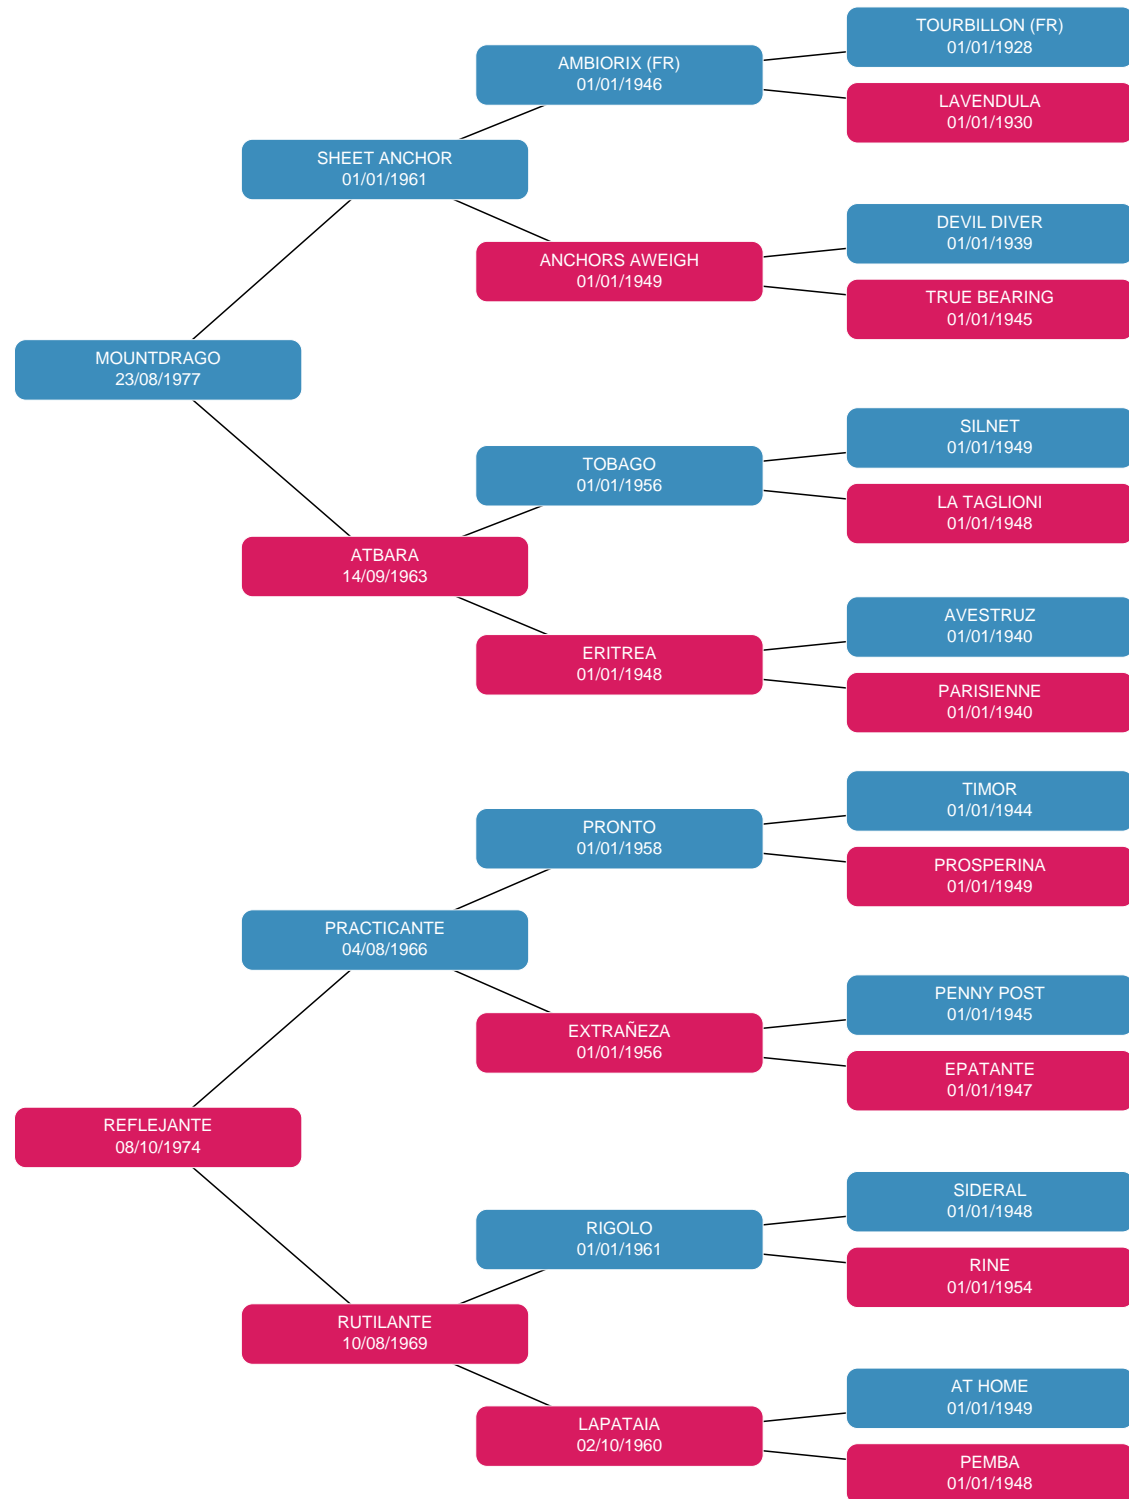 TOURBILLON (FR)
01/01/1928
AMBIORIX (FR)
01/01/1946
LAVENDULA
01/01/1930
SHEET ANCHOR
01/01/1961
DEVIL DIVER
01/01/1939
ANCHORS AWEIGH
01/01/1949
TRUE BEARING
01/01/1945
MOUNTDRAGO
23/08/1977
SILNET
01/01/1949
TOBAGO
01/01/1956
LA TAGLIONI
01/01/1948
ATBARA
14/09/1963
AVESTRUZ
01/01/1940
ERITREA
01/01/1948
PARISIENNE
01/01/1940
TIMOR
01/01/1944
PRONTO
01/01/1958
PROSPERINA
01/01/1949
PRACTICANTE
04/08/1966
PENNY POST
01/01/1945
EXTRAÑEZA
01/01/1956
EPATANTE
01/01/1947
REFLEJANTE
08/10/1974
SIDERAL
01/01/1948
RIGOLO
01/01/1961
RINE
01/01/1954
RUTILANTE
10/08/1969
AT HOME
01/01/1949
LAPATAIA
02/10/1960
PEMBA
01/01/1948